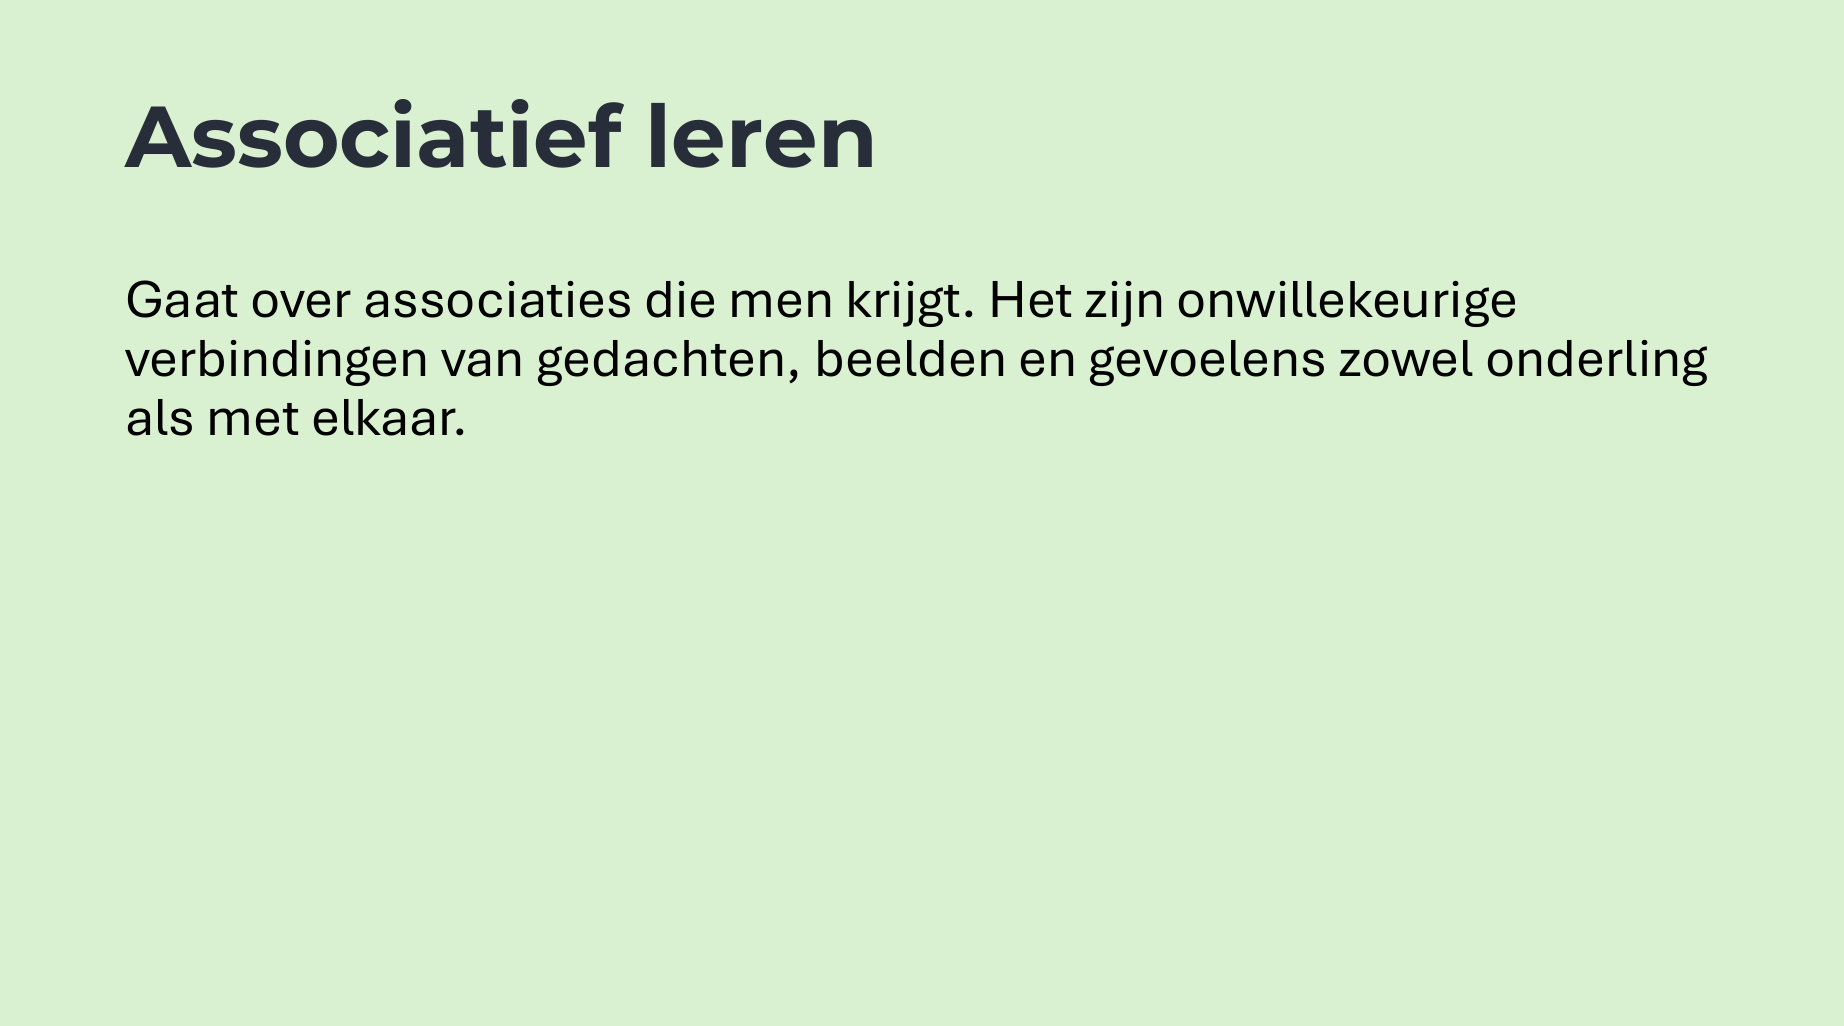 Associatief leren
Gaat over associaties die men krijgt. Het zijn onwillekeurige
verbindingen van gedachten, beelden en gevoelens zowel onderling
als met elkaar.